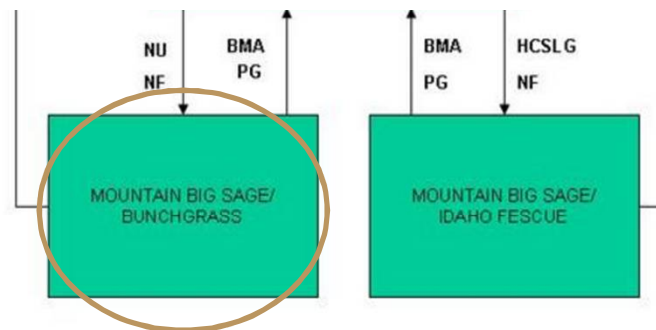 NU
NF
BMA
PG
BMA
PG
HCSLG
NF
MOUNTAIN BIG SAGE/
BUNCHGRASS
MOUNTAIN BIG SAGE/
IDAHO FESCUE